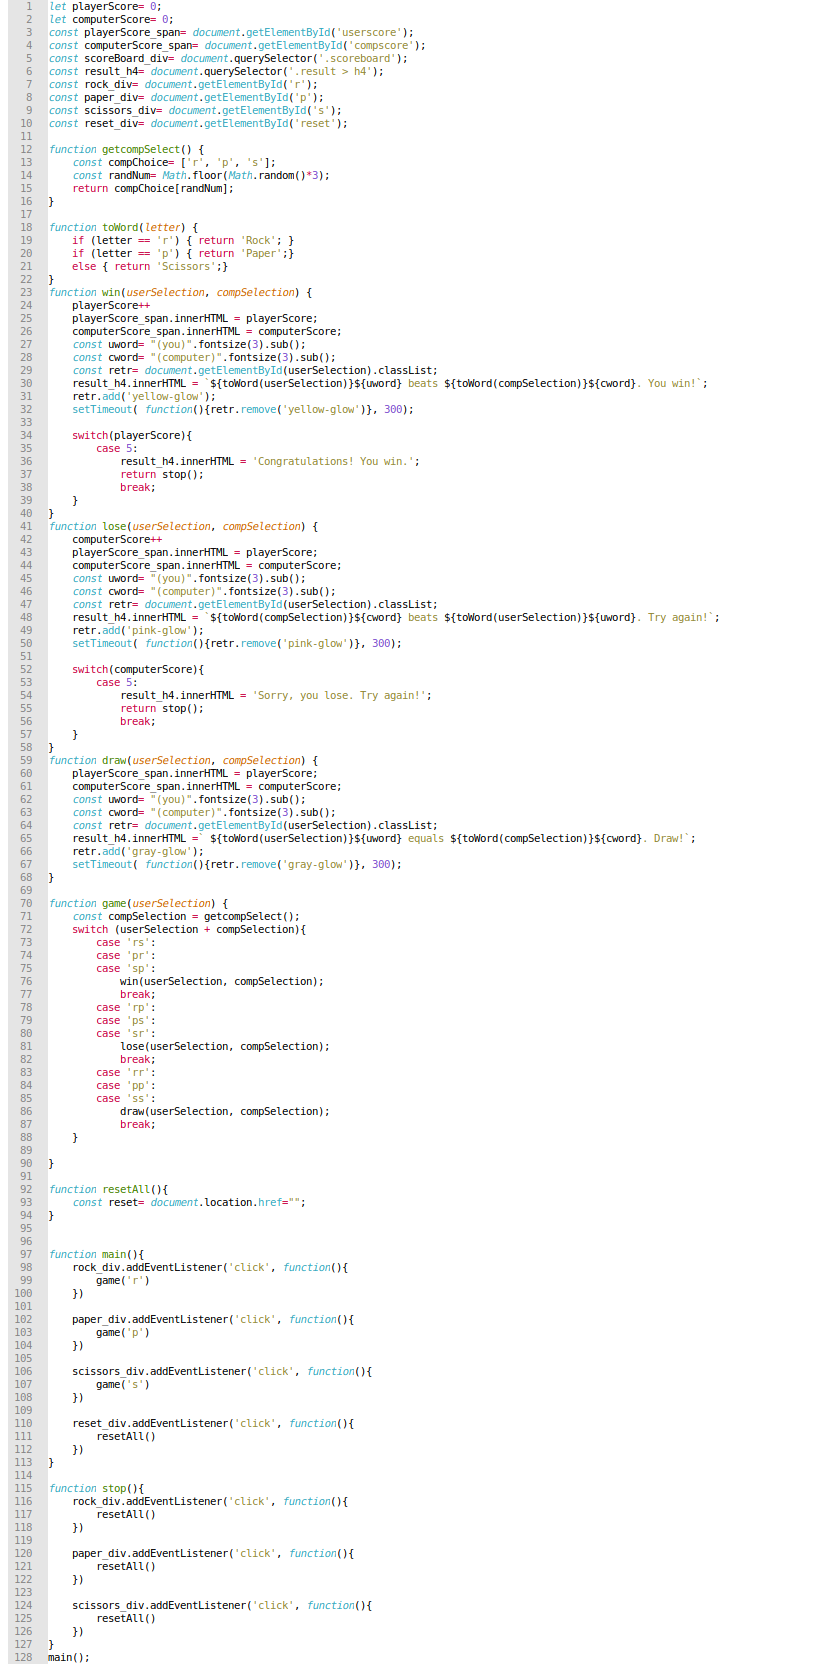 1 let playerScore= 0;
2 let computerScore= 0;
3 const playerScore_span= document.getElementById('userscore');
4 const computerScore_span= document.getElementById('compscore');
5 const scoreBoard_div= document.querySelector('.scoreboard');
6 const result_h4= document.querySelector('.result > h4');
7 const rock_div= document.getElementById('r');
8 const paper_div= document.getElementById('p');
9 const scissors_div= document.getElementById('s');
10 const reset_div= document.getElementById('reset');
11
12 function getcompSelect() {
13     const compChoice= ['r', 'p', 's'];
14     const randNum= Math.floor(Math.random()*3);
15     return compChoice[randNum];
16 }
17
18 function toWord(letter) {
19     if (letter == 'r') { return 'Rock'; }
20     if (letter == 'p') { return 'Paper';}
21     else { return 'Scissors';}
22 }
23 function win(userSelection, compSelection) {
24     playerScore++
25     playerScore_span.innerHTML = playerScore;
26     computerScore_span.innerHTML = computerScore;
27     const uword= "(you)".fontsize(3).sub();
28     const cword= "(computer)".fontsize(3).sub();
29     const retr= document.getElementById(userSelection).classList;
30     result_h4.innerHTML = `${toWord(userSelection)}${uword} beats ${toWord(compSelection)}${cword}. You win!`;
31     retr.add('yellow-glow');
32     setTimeout( function(){retr.remove('yellow-glow')}, 300);
33
34     switch(playerScore){
35         case 5:
36             result_h4.innerHTML = 'Congratulations! You win.';
37             return stop();
38             break;
39     }
40 }
41 function lose(userSelection, compSelection) {
42     computerScore++
43     playerScore_span.innerHTML = playerScore;
44     computerScore_span.innerHTML = computerScore;
45     const uword= "(you)".fontsize(3).sub();
46     const cword= "(computer)".fontsize(3).sub();
47     const retr= document.getElementById(userSelection).classList;
48     result_h4.innerHTML = `${toWord(compSelection)}${cword} beats ${toWord(userSelection)}${uword}. Try again!`;
49     retr.add('pink-glow');
50     setTimeout( function(){retr.remove('pink-glow')}, 300);
51
52     switch(computerScore){
53         case 5:
54             result_h4.innerHTML = 'Sorry, you lose. Try again!';
55             return stop();
56             break;
57     }
58 }
59 function draw(userSelection, compSelection) {
60     playerScore_span.innerHTML = playerScore;
61     computerScore_span.innerHTML = computerScore;
62     const uword= "(you)".fontsize(3).sub();
63     const cword= "(computer)".fontsize(3).sub();
64     const retr= document.getElementById(userSelection).classList;
65     result_h4.innerHTML =` ${toWord(userSelection)}${uword} equals ${toWord(compSelection)}${cword}. Draw!`;
66     retr.add('gray-glow');
67     setTimeout( function(){retr.remove('gray-glow')}, 300);
68 }
69
70 function game(userSelection) {
71     const compSelection = getcompSelect();
72     switch (userSelection + compSelection){
73         case 'rs':
74         case 'pr':
75         case 'sp':
76             win(userSelection, compSelection);
77             break;
78         case 'rp':
79         case 'ps':
80         case 'sr':
81             lose(userSelection, compSelection);
82             break;
83         case 'rr':
84         case 'pp':
85         case 'ss':
86             draw(userSelection, compSelection);
87             break;
88     }
89
90 }
91
92 function resetAll(){
93     const reset= document.location.href="";
94 }
95
96
97 function main(){
98     rock_div.addEventListener('click', function(){
99         game('r')
100     })
101
102     paper_div.addEventListener('click', function(){
103         game('p')
104     })
105
106     scissors_div.addEventListener('click', function(){
107         game('s')
108     })
109
110     reset_div.addEventListener('click', function(){
111         resetAll()
112     })
113 }
114
115 function stop(){
116     rock_div.addEventListener('click', function(){
117         resetAll()
118     })
119
120     paper_div.addEventListener('click', function(){
121         resetAll()
122     })
123
124     scissors_div.addEventListener('click', function(){
125         resetAll()
126     })
127 }
128 main();